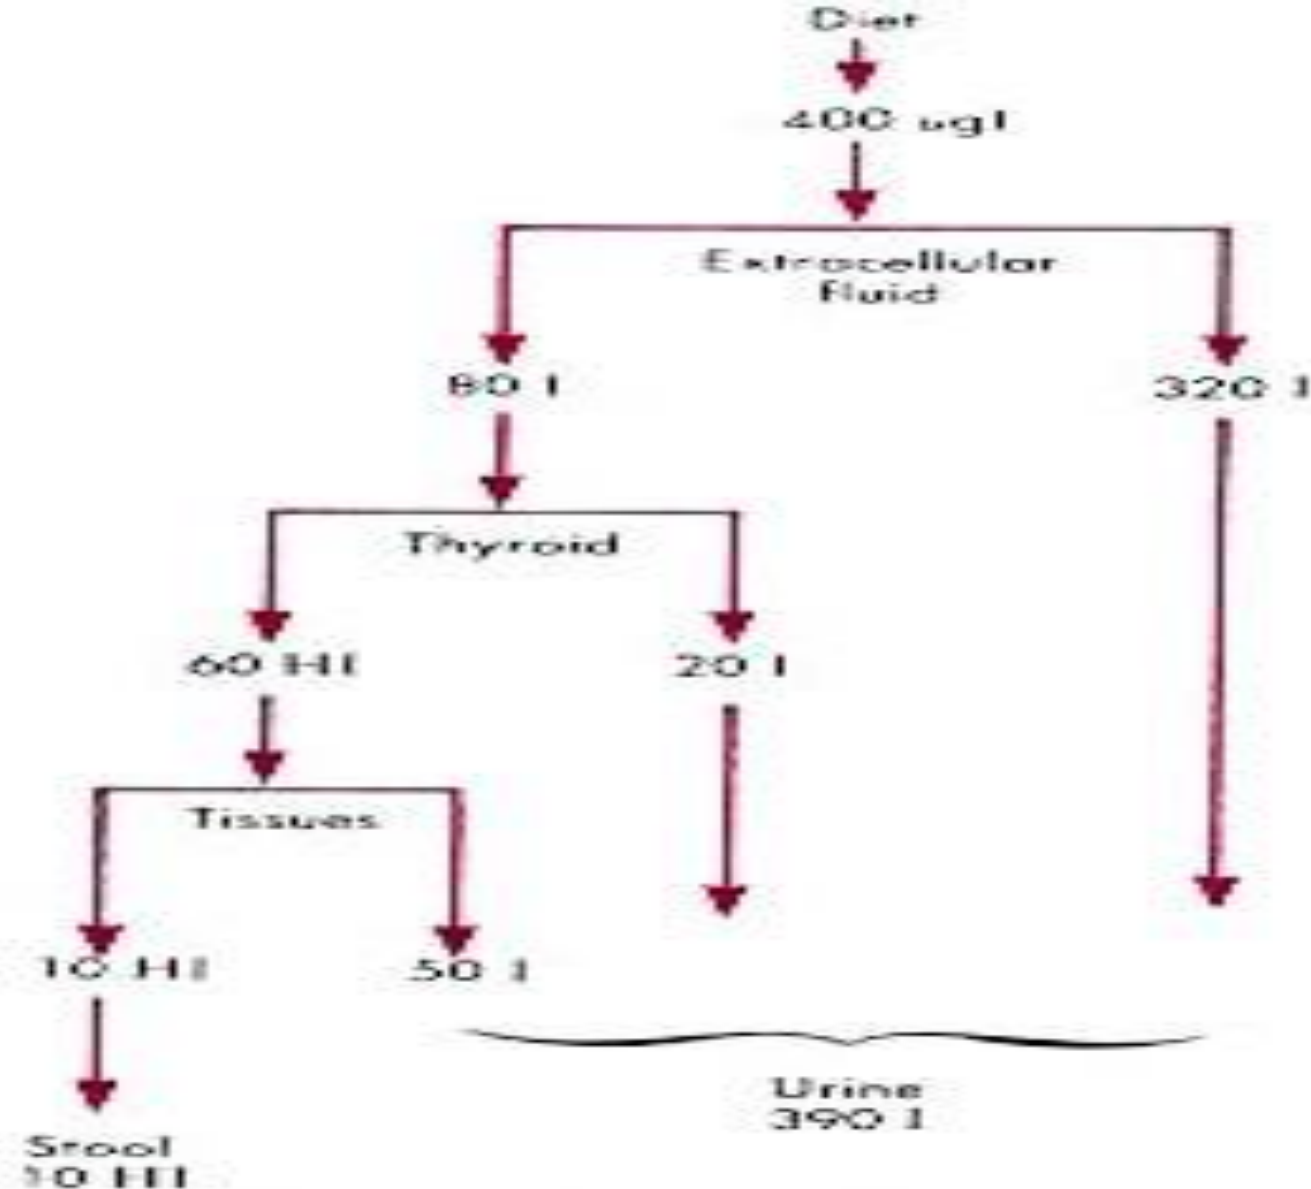 Diet
400 ugI
Extracellular
fluid
80 I
320 I
Thyroid
60 HI
20 I
Tissues
10 HI
50 I
Urine
390 I
Stool
10 HI